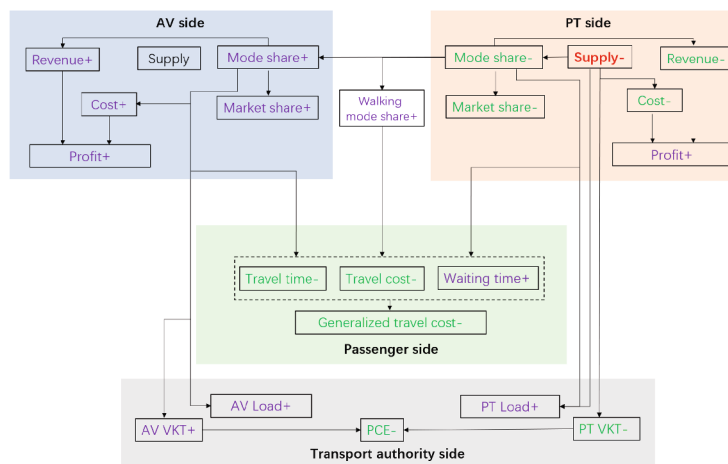 AV side
PT side
Revenue+
Supply
Mode share+
Mode share-
Supply-
Revenue-
Cost+
Market share+
Walking
mode share+
Market share-
Cost-
Profit+
Profit+
Travel time-
Travel cost-
Waiting time+
Generalized travel cost-
Passenger side
AV Load+
PT Load+
AV VKT+
PCE-
PT VKT-
Transport authority side